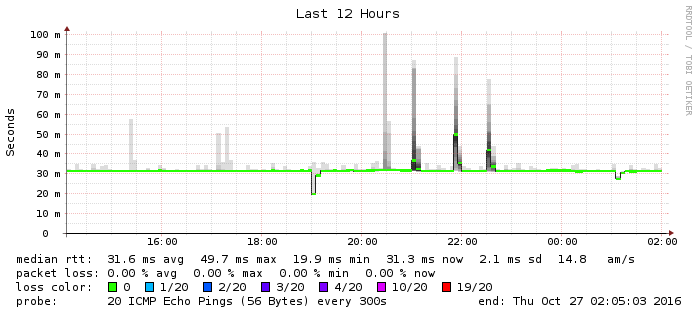 Last 12 Hours
RRDTOOL / TOBI OETIKER
Seconds
100 m
90 m
80 m
70 m
60 m
50 m
40 m
30 m
20 m
10 m
0
16:00 18:00 20:00 22:00 00:00 02:00
median rtt: 31.6 ms avg 49.7 ms max 19.9 ms min 31.3 ms now 2.1 ms sd 14.8 am/s
packet loss: 0.00 % avg 0.00 % max 0.00 % min 0.00 % now
loss color: 0 1/20 2/20 3/20 4/20 10/20 19/20
probe: 20 ICMP Echo Pings (56 Bytes) every 300s end: Thu Oct 27 02:05:03 2016